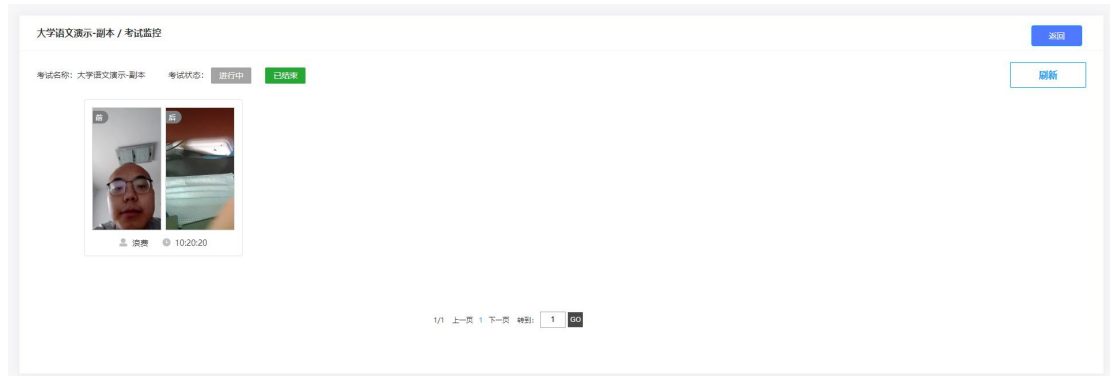 大学语文演示-副本 / 考试监控
返回
考试名称：大学语文演示-副本 考试状态： 进行中 已结束
刷新
前 后
浪费 10:20:20
1/1 上一页 1 下一页 转到： 1 GO